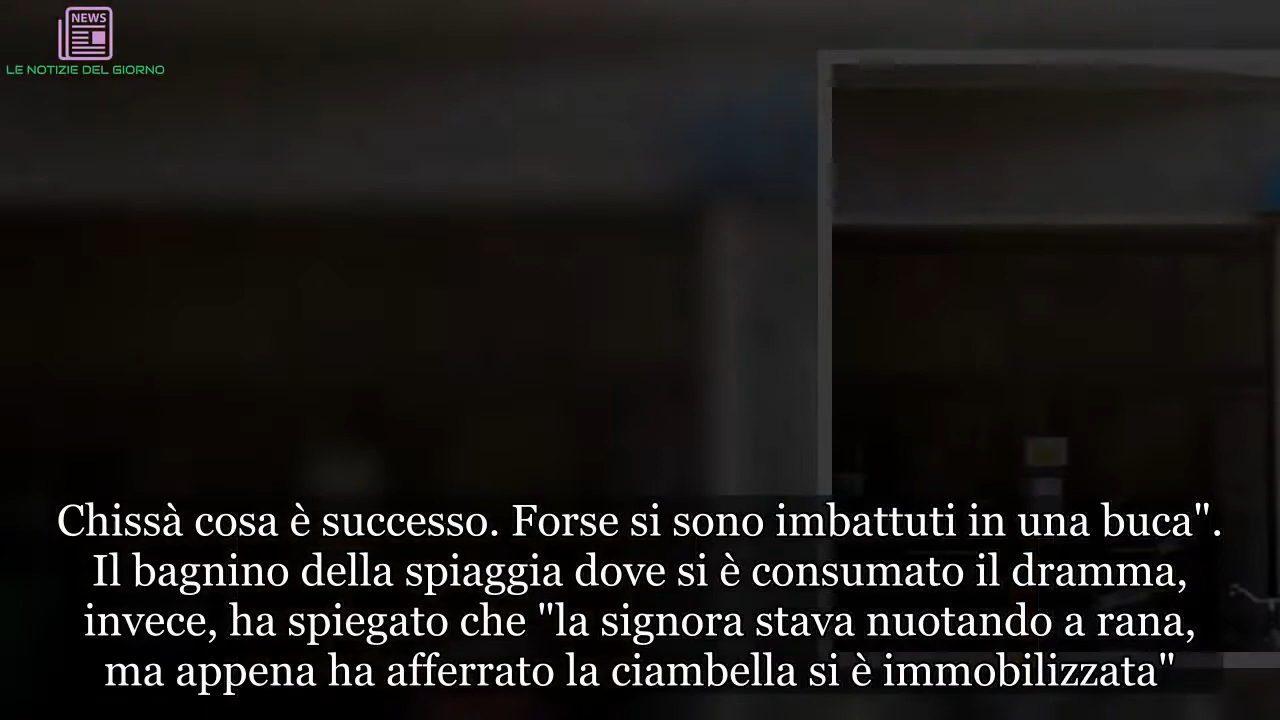 NEWS
LE NOTIZIE DEL GIORNO
Chissà cosa è successo. Forse si sono imbattuti in una buca".
Il bagnino della spiaggia dove si è consumato il dramma,
invece, ha spiegato che "la signora stava nuotando a rana,
ma appena ha afferrato la ciambella si è immobilizzata"